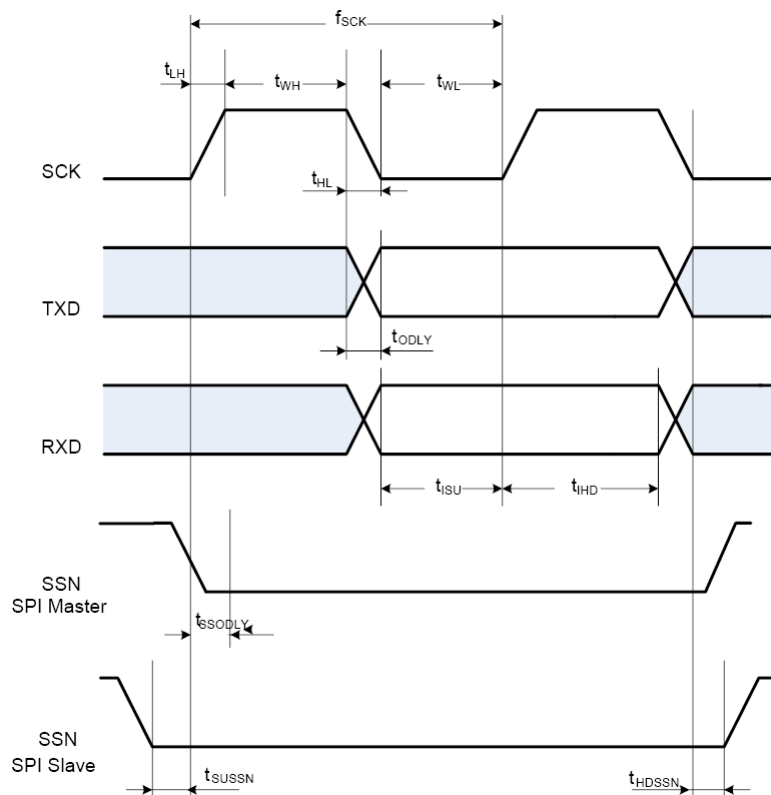 fSCK
tLH
tWH
tWL
SCK
tHL
TXD
tODLY
RXD
tISU
tIHD
SSN
SPI Master
tSSODLY
SSN
SPI Slave
tSUSSN
tHDSSN